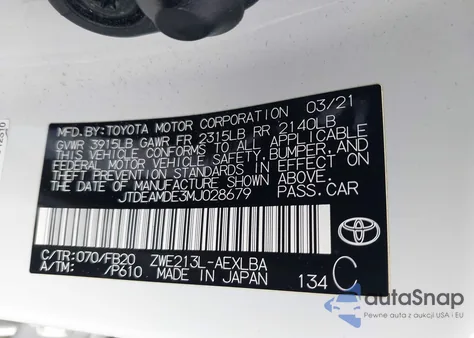 MFD.BY:TOYOTA MOTOR CORPORATION 03/21
GVWR 3915LB GAWR FR 2315LB RR 2140LB
THIS VEHICLE CONFORMS TO ALL APPLICABLE
FEDERAL MOTOR VEHICLE SAFETY,BUMPER,AND
THEFT PREVENTION STANDARDS IN EFFECT ON
THE DATE OF MANUFACTURE SHOWN ABOVE.
JTDEAMDE3MJ028679 PASS.CAR
C/TR:070/FB20 ZWE213L-AEXLBA
A/TM: /P610 MADE IN JAPAN 134 C
TOYOTA
autoSnap
Pewne auta z USA i EU